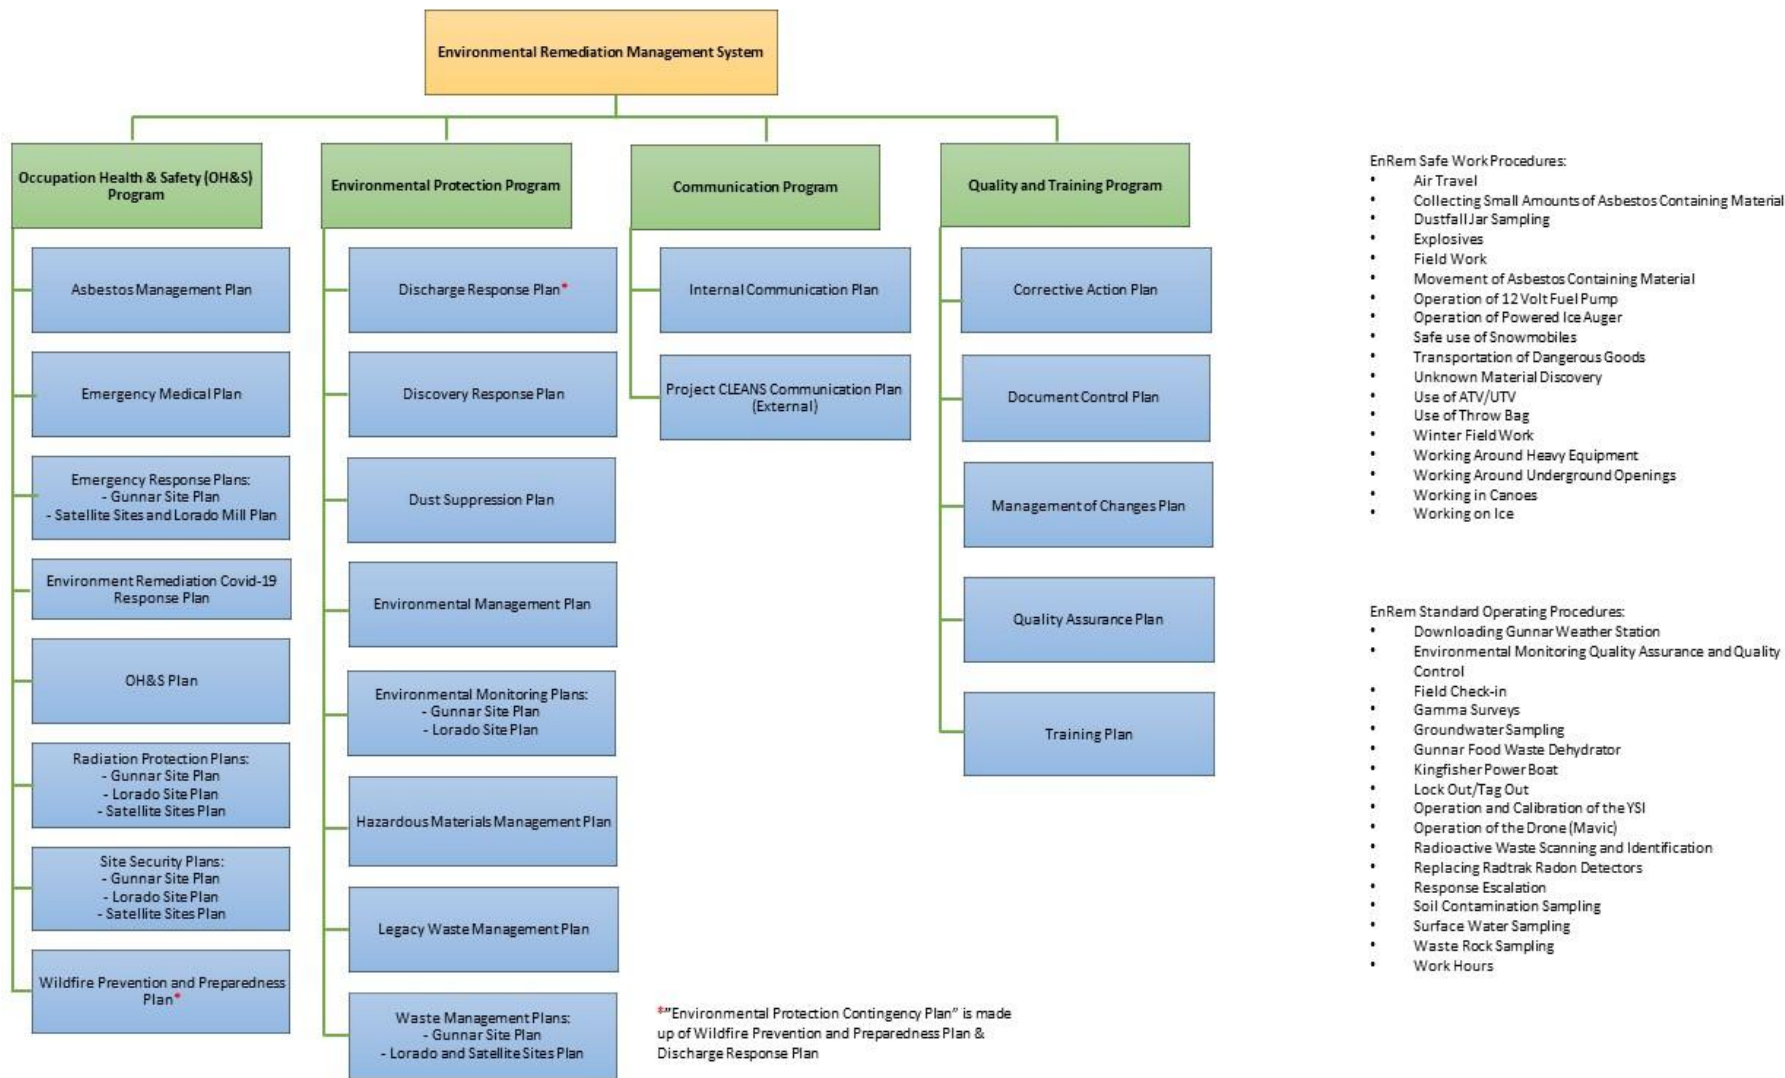 Environmental Remediation Management System
Occupation Health & Safety (OH&S)
Program
Asbestos Management Plan
Emergency Medical Plan
Emergency Response Plans:
- Gunnar Site Plan
- Satellite Sites and Lorado Mill Plan
Environment Remediation Covid-19
Response Plan
OH&S Plan
Radiation Protection Plans:
- Gunnar Site Plan
- Lorado Site Plan
- Satellite Sites Plan
Site Security Plans:
- Gunnar Site Plan
- Lorado Site Plan
- Satellite Sites Plan
Wildfire Prevention and Preparedness
Plan*
Environmental Protection Program
Discharge Response Plan*
Discovery Response Plan
Dust Suppression Plan
Environmental Management Plan
Environmental Monitoring Plans:
- Gunnar Site Plan
- Lorado Site Plan
Hazardous Materials Management Plan
Legacy Waste Management Plan
Waste Management Plans:
- Gunnar Site Plan
- Lorado and Satellite Sites Plan
Communication Program
Internal Communication Plan
Project CLEANS Communication Plan
(External)
Quality and Training Program
Corrective Action Plan
Document Control Plan
Management of Changes Plan
Quality Assurance Plan
Training Plan
*"Environmental Protection Contingency Plan" is made
up of Wildfire Prevention and Preparedness Plan &
Discharge Response Plan
EnRem Safe Work Procedures:
• Air Travel
• Collecting Small Amounts of Asbestos Containing Material
• Dustfall Jar Sampling
• Explosives
• Field Work
• Movement of Asbestos Containing Material
• Operation of 12 Volt Fuel Pump
• Operation of Powered Ice Auger
• Safe use of Snowmobiles
• Transportation of Dangerous Goods
• Unknown Material Discovery
• Use of ATV/UTV
• Use of Throw Bag
• Winter Field Work
• Working Around Heavy Equipment
• Working Around Underground Openings
• Working in Canoes
• Working on Ice
EnRem Standard Operating Procedures:
• Downloading Gunnar Weather Station
• Environmental Monitoring Quality Assurance and Quality
Control
• Field Check-in
• Gamma Surveys
• Groundwater Sampling
• Gunnar Food Waste Dehydrator
• Kingfisher Power Boat
• Lock Out/Tag Out
• Operation and Calibration of the YSI
• Operation of the Drone (Mavic)
• Radioactive Waste Scanning and Identification
• Replacing Radtrak Radon Detectors
• Response Escalation
• Soil Contamination Sampling
• Surface Water Sampling
• Waste Rock Sampling
• Work Hours